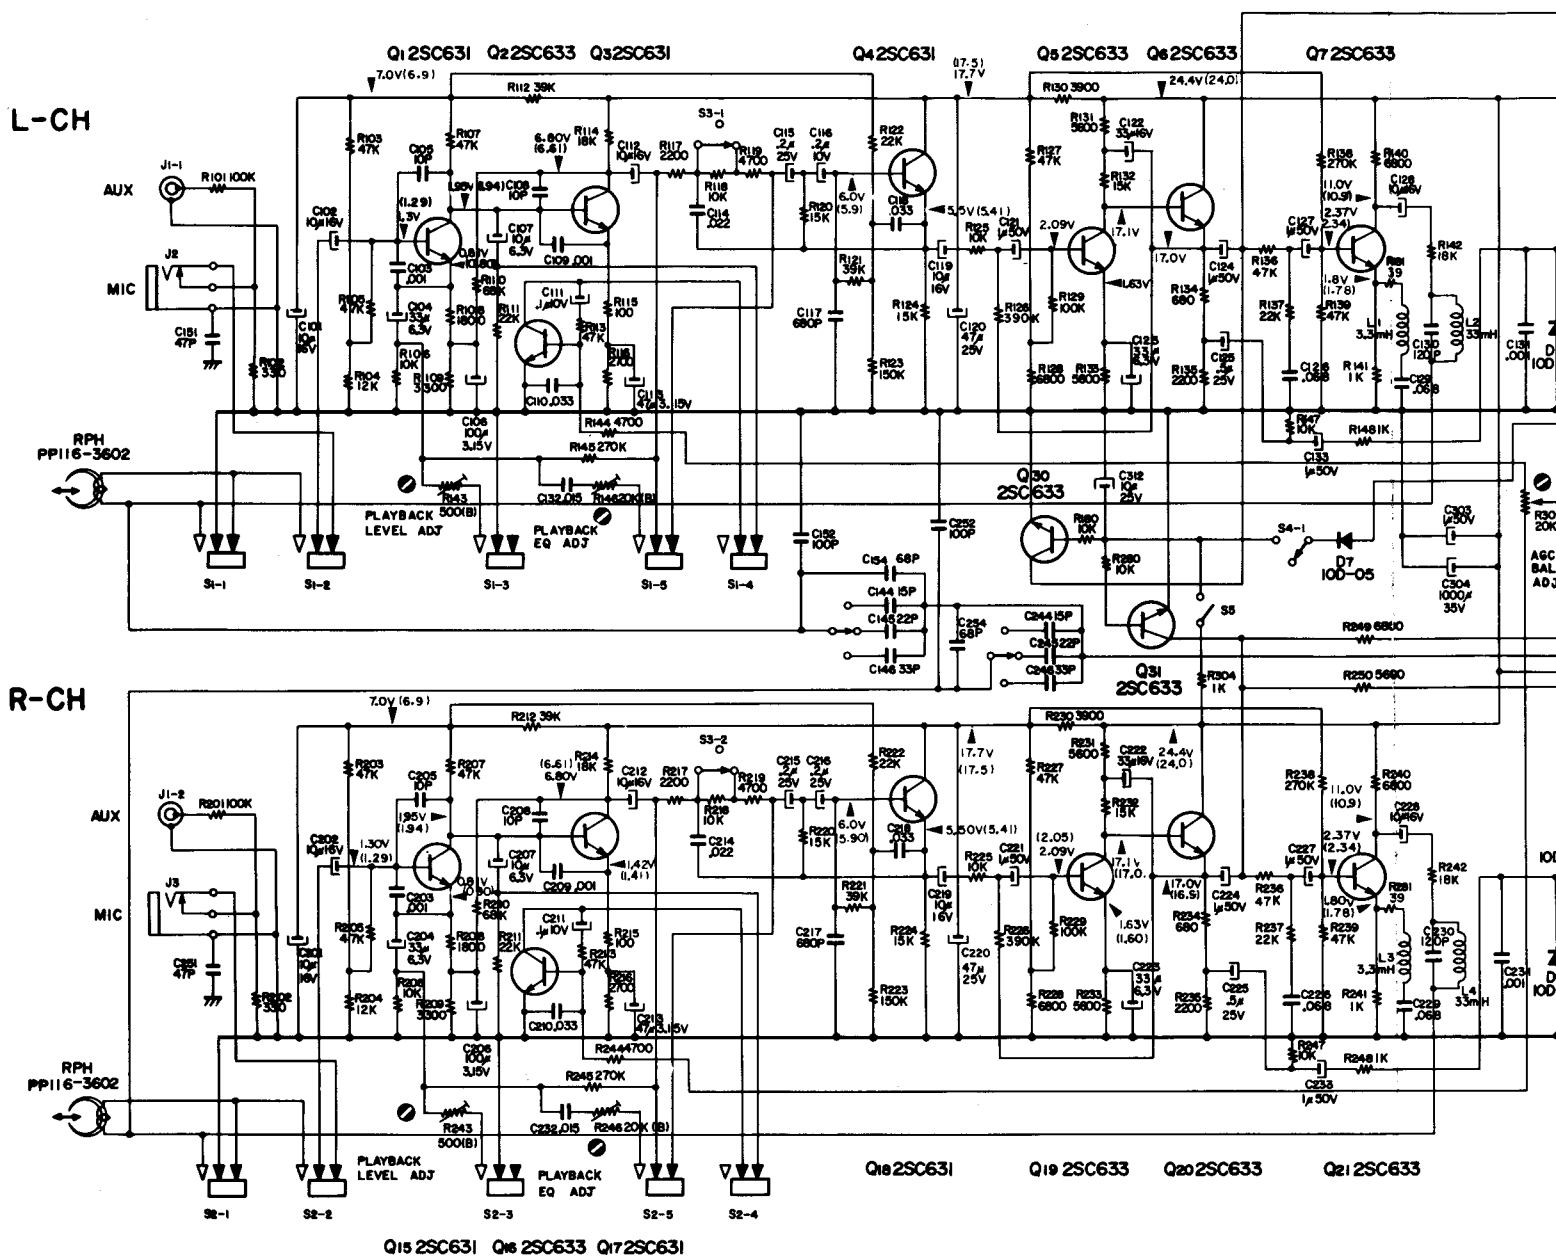 Q1 2SC631 Q2 2SC633 Q3 2SC631 Q4 2SC631 Q5 2SC633 Q6 2SC633 Q7 2SC633
L-CH
7.0V(6.9)
(17.5)
17.7V
24.4V(24.0)
R112 39K
R130 3900
S3-1
R103
47K
C105
10P
R107
47K
6.80V
(6.61)
R114
18K
C112
10µ16V
R117
2200
R119
4700
R118
10K
C115
.2µ
25V
C116
.2µ
10V
R122
22K
R131
5600
C122
33µ16V
R127
47K
R132
15K
R138
270K
R140
6800
J1-1
AUX
R101 100K
C102
10µ16V
(1.29)
1.3V
C108
10P
C107
10µ
6.3V
C109 .001
C114
.022
R120
15K
6.0V
(5.9)
C118
.033
5.5V(5.41)
R125
10K
C121
1µ50V
2.09V
17.1V
17.0V
C124
1µ50V
R136
47K
C127
1µ50V
11.0V
(10.9)
C128
10µ16V
2.37V
2.34)
R142
18K
J2
MIC
C151
47P
C101
10µ
16V
R102
330
R105
47K
C103
.001
C104
33µ
6.3V
R106
10K
R104
12K
0.81V
(0.80)
R108
1800
R110
68K
R109
3300
R111
22K
C111
.1µ10V
R113
47K
R115
100
C110 .033
C117
680P
R121
39K
R124
15K
R123
150K
C119
10µ
16V
C120
47µ
25V
R126
390K
R129
100K
1.63V
R128
6800
R133
5600
R134
680
R135
2200
C125
.5µ
25V
R137
22K
C126
.068
R139
47K
1.8V
(1.78)
R181
39
L1
3.3mH
C130
120P
L2
33mH
R141
1K
C129
.068
C131
.001
C106
100µ
3.15V
R144 4700
R145 270K
R147
10K
R148 1K
C133
1µ50V
RPH
PP116-3602
R143
500(B)
C132 .015
R146 20K(B)
PLAYBACK
LEVEL ADJ
PLAYBACK
EQ ADJ
Q30
2SC633
C312
10µ
25V
R180
10K
R280
10K
S4-1
D7
10D-05
C303
1µ50V
C304
1000µ
35V
R30
20K
AGC
BAL
ADJ
C152
100P
C252
100P
S1-1 S1-2 S1-3 S1-5 S1-4
C154 68P
C144 15P
C145 22P
C146 33P
C254
68P
C244 15P
C245 22P
C246 33P
Q31
2SC633
S5
R304
1K
R249 6800
R250 5600
R-CH
7.0V(6.9)
R212 39K
R230 3900
S3-2
17.7V
(17.5)
24.4V
(24.0)
R203
47K
C205
10P
R207
47K
(6.61)
6.80V
R214
18K
C212
10µ16V
R217
2200
R219
4700
R218
10K
C215
.2µ
25V
C216
.2µ
25V
R222
22K
R227
47K
R231
5600
C222
33µ16V
R232
15K
R238
270K
R240
6800
11.0V
(10.9)
C228
10µ16V
J1-2
AUX
R201 100K
1.95V
(1.94)
1.30V
(1.29)
C202
10µ16V
C208
10P
C207
10µ
6.3V
C209 .001
1.42V
(1.41)
C214
.022
R220
15K
6.0V
(5.90)
C218
.033
5.50V(5.41)
R225
10K
C221
1µ50V
(2.05)
2.09V
17.1V
(17.0)
17.0V
(16.9)
C224
1µ50V
R236
47K
C227
1µ50V
2.37V
(2.34)
R242
18K
J3
MIC
C251
47P
C201
10µ
16V
R202
330
R205
47K
C203
.001
C204
33µ
6.3V
R206
10K
R204
12K
R208
1800
R210
68K
R209
3300
R211
22K
C211
.1µ10V
R213
47K
R215
100
R216
2700
C210 .033
C213
47µ3.15V
C217
680P
R221
39K
R224
15K
R223
150K
C219
10µ
16V
C220
47µ
25V
R226
390K
R229
100K
1.63V
(1.60)
R228
6800
R233
5600
C223
33µ
6.3V
R234
680
R235
2200
C225
.5µ
25V
R237
22K
C226
.068
R239
47K
1.80V
(1.78)
R281
39
L3
3.3mH
C230
120P
L4
33mH
R241
1K
C229
.068
C231
.001
C206
100µ
3.15V
R244 4700
R245 270K
R247
10K
R248 1K
C233
1µ50V
RPH
PP116-3602
R243
500(B)
C232 .015
R246 20K(B)
PLAYBACK
LEVEL ADJ
PLAYBACK
EQ ADJ
Q18 2SC631 Q19 2SC633 Q20 2SC633 Q21 2SC633
S2-1 S2-2 S2-3 S2-5 S2-4
Q15 2SC631 Q16 2SC633 Q17 2SC631